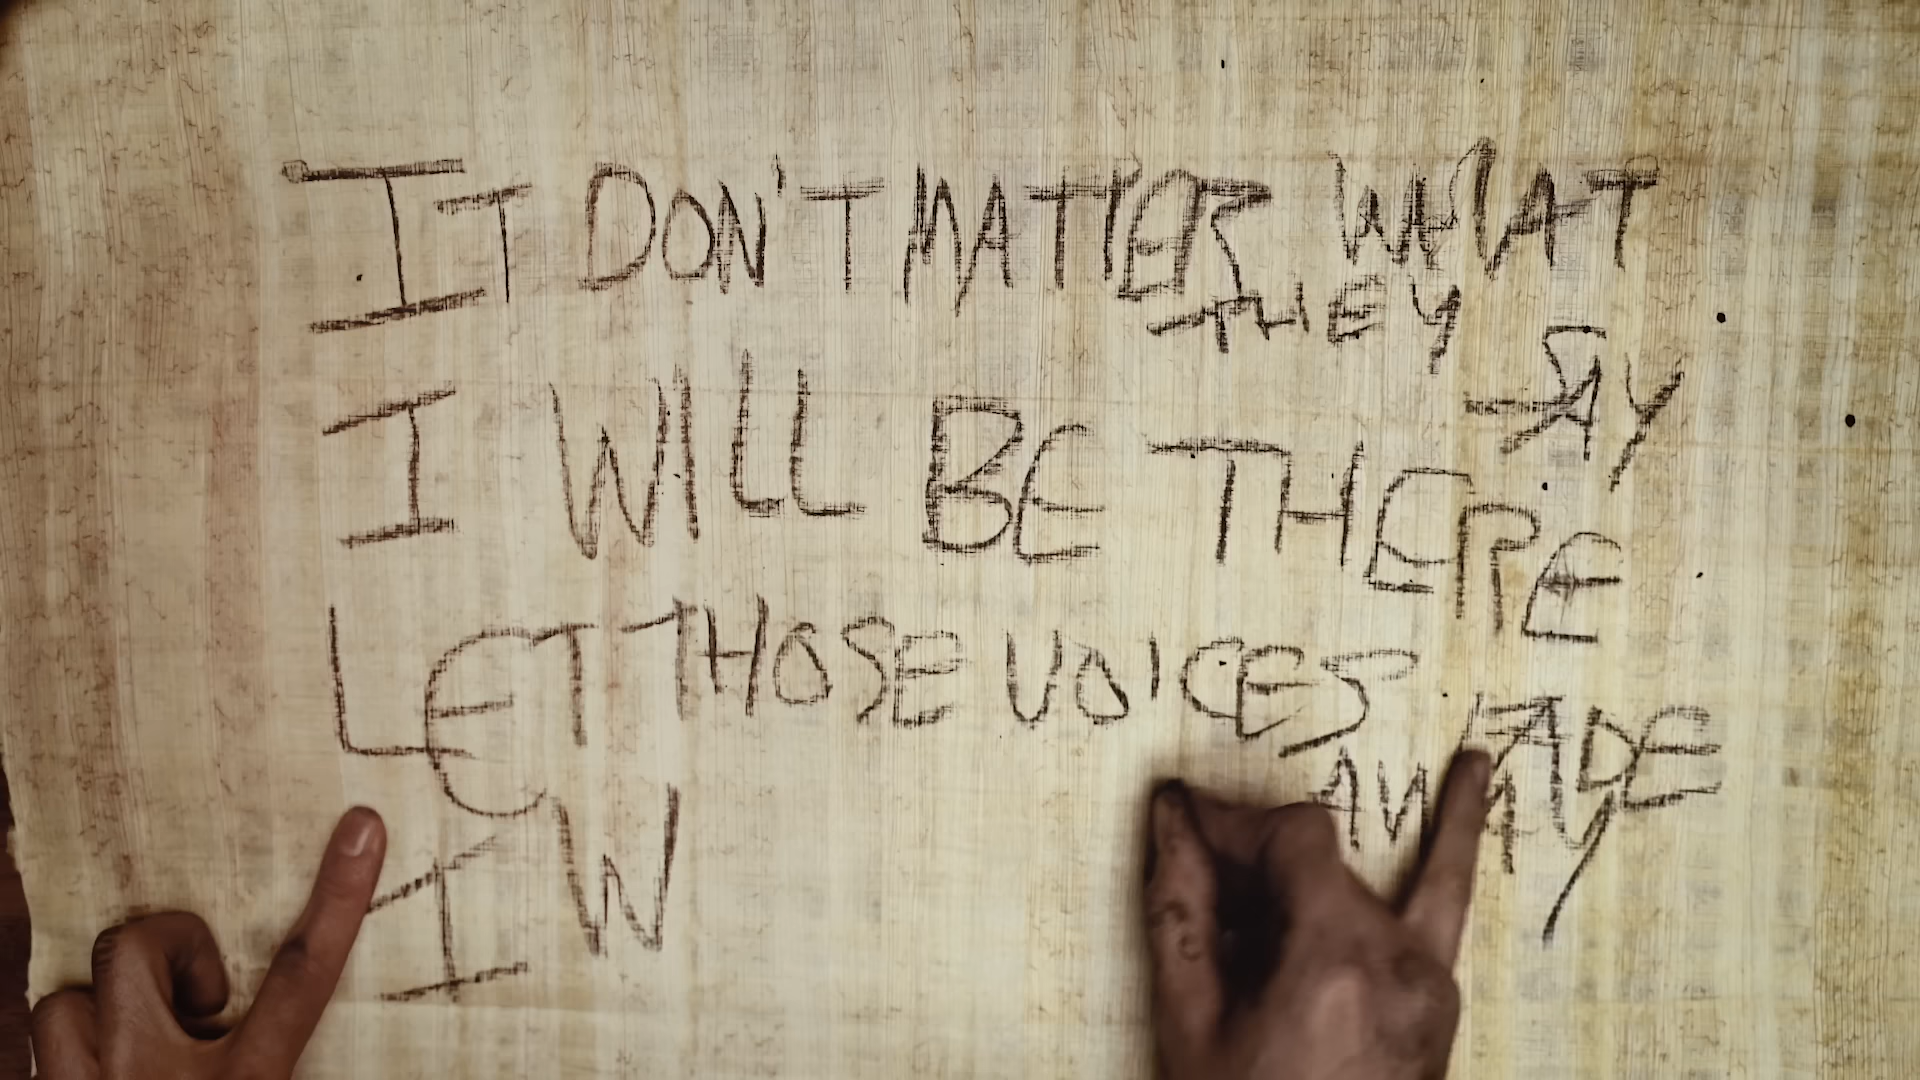 IT DON'T MATTER WHAT
THEY
SAY
I WILL BE THERE
LET THOSE VOICES FADE
AWAY
I W